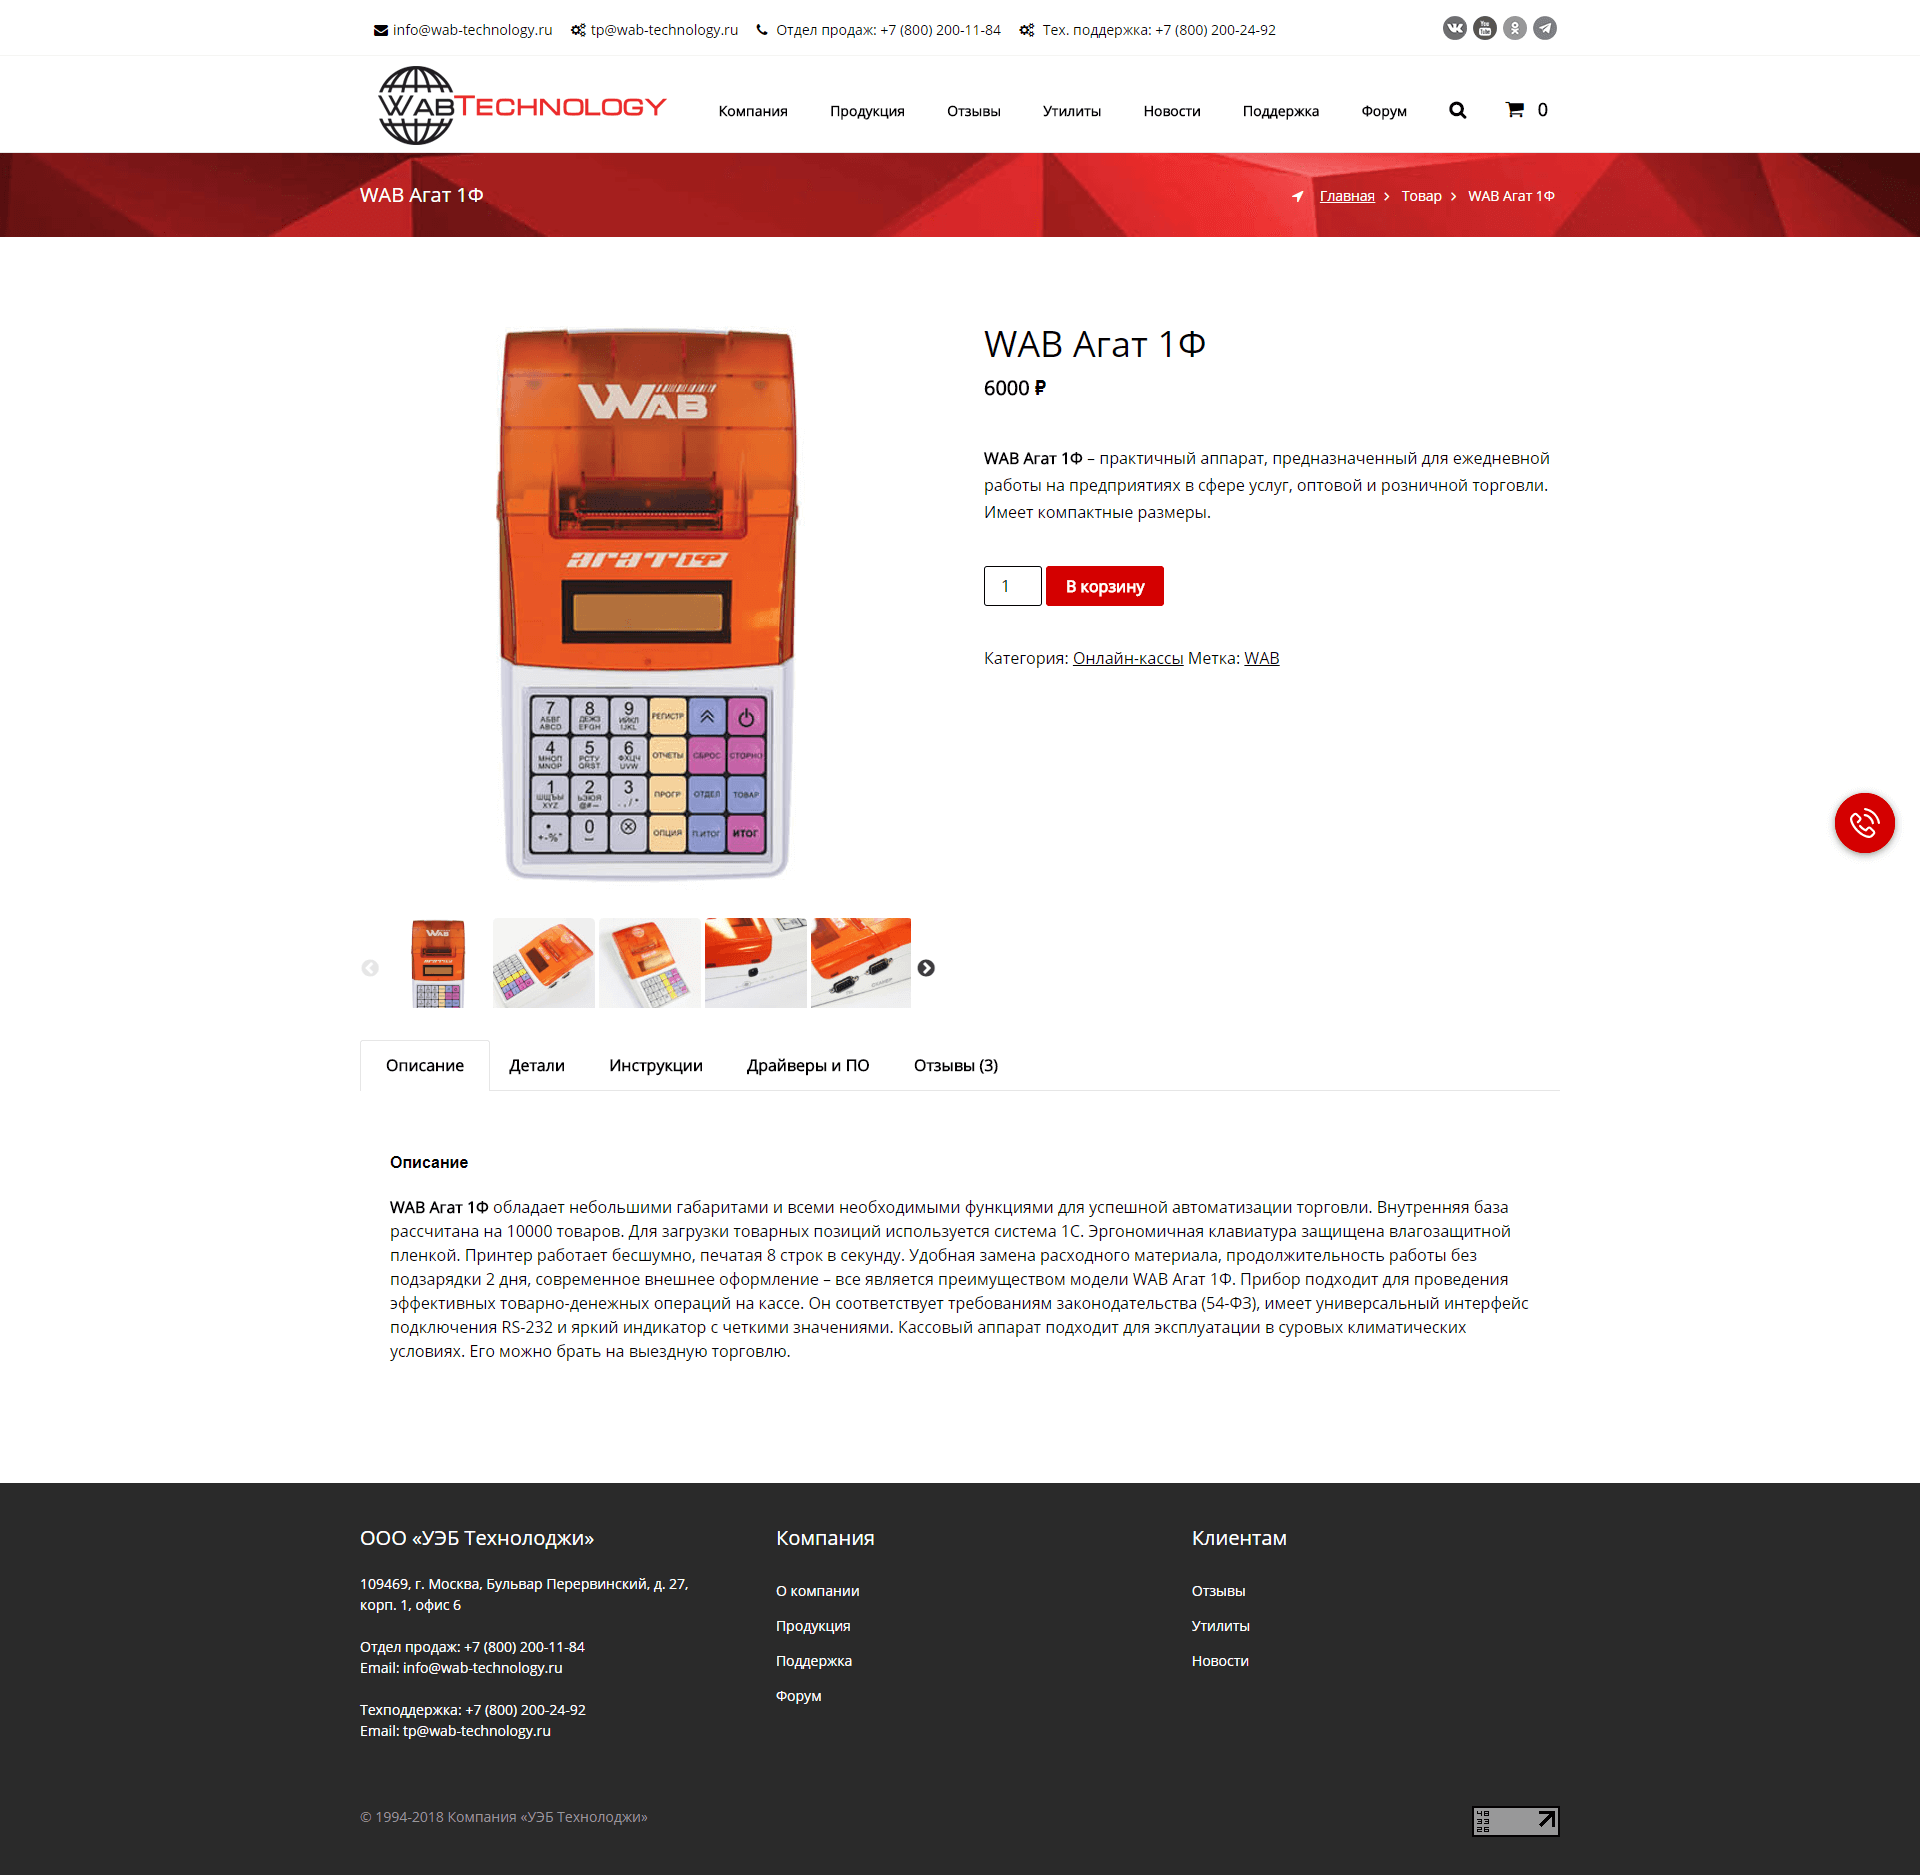 info@wab-technology.ru tp@wab-technology.ru Отдел продаж: +7 (800) 200-11-84 Тех. поддержка: +7 (800) 200-24-92
WABTECHNOLOGY
Компания Продукция Отзывы Утилиты Новости Поддержка Форум 0
WAB Агат 1Ф
Главная Товар WAB Агат 1Ф
WAB
АГАТ 1Ф
7 АБВГ ABCD 8 ДЕЖЗ EFGH 9 ИЙКЛ IJKL РЕГИСТР
4 МНОП MNOP 5 РСТУ QRST 6 ФХЦЧ UVW ОТЧЕТЫ СБРОС СТОРНО
1 ШЩЪЫ XYZ 2 ЬЭЮЯ 3 ПРОГР ОТДЕЛ ТОВАР
0 ОПЦИЯ П.ИТОГ ИТОГ
WAB Агат 1Ф
6000 ₽
WAB Агат 1Ф – практичный аппарат, предназначенный для ежедневной
работы на предприятиях в сфере услуг, оптовой и розничной торговли.
Имеет компактные размеры.
1 В корзину
Категория: Онлайн-кассы Метка: WAB
Описание Детали Инструкции Драйверы и ПО Отзывы (3)
Описание
WAB Агат 1Ф обладает небольшими габаритами и всеми необходимыми функциями для успешной автоматизации торговли. Внутренняя база
рассчитана на 10000 товаров. Для загрузки товарных позиций используется система 1С. Эргономичная клавиатура защищена влагозащитной
пленкой. Принтер работает бесшумно, печатая 8 строк в секунду. Удобная замена расходного материала, продолжительность работы без
подзарядки 2 дня, современное внешнее оформление – все является преимуществом модели WAB Агат 1Ф. Прибор подходит для проведения
эффективных товарно-денежных операций на кассе. Он соответствует требованиям законодательства (54-ФЗ), имеет универсальный интерфейс
подключения RS-232 и яркий индикатор с четкими значениями. Кассовый аппарат подходит для эксплуатации в суровых климатических
условиях. Его можно брать на выездную торговлю.
ООО «УЭБ Технолоджи»
109469, г. Москва, Бульвар Перервинский, д. 27,
корп. 1, офис 6
Отдел продаж: +7 (800) 200-11-84
Email: info@wab-technology.ru
Техподдержка: +7 (800) 200-24-92
Email: tp@wab-technology.ru
Компания
О компании
Продукция
Поддержка
Форум
Клиентам
Отзывы
Утилиты
Новости
© 1994-2018 Компания «УЭБ Технолоджи»
48
33
26